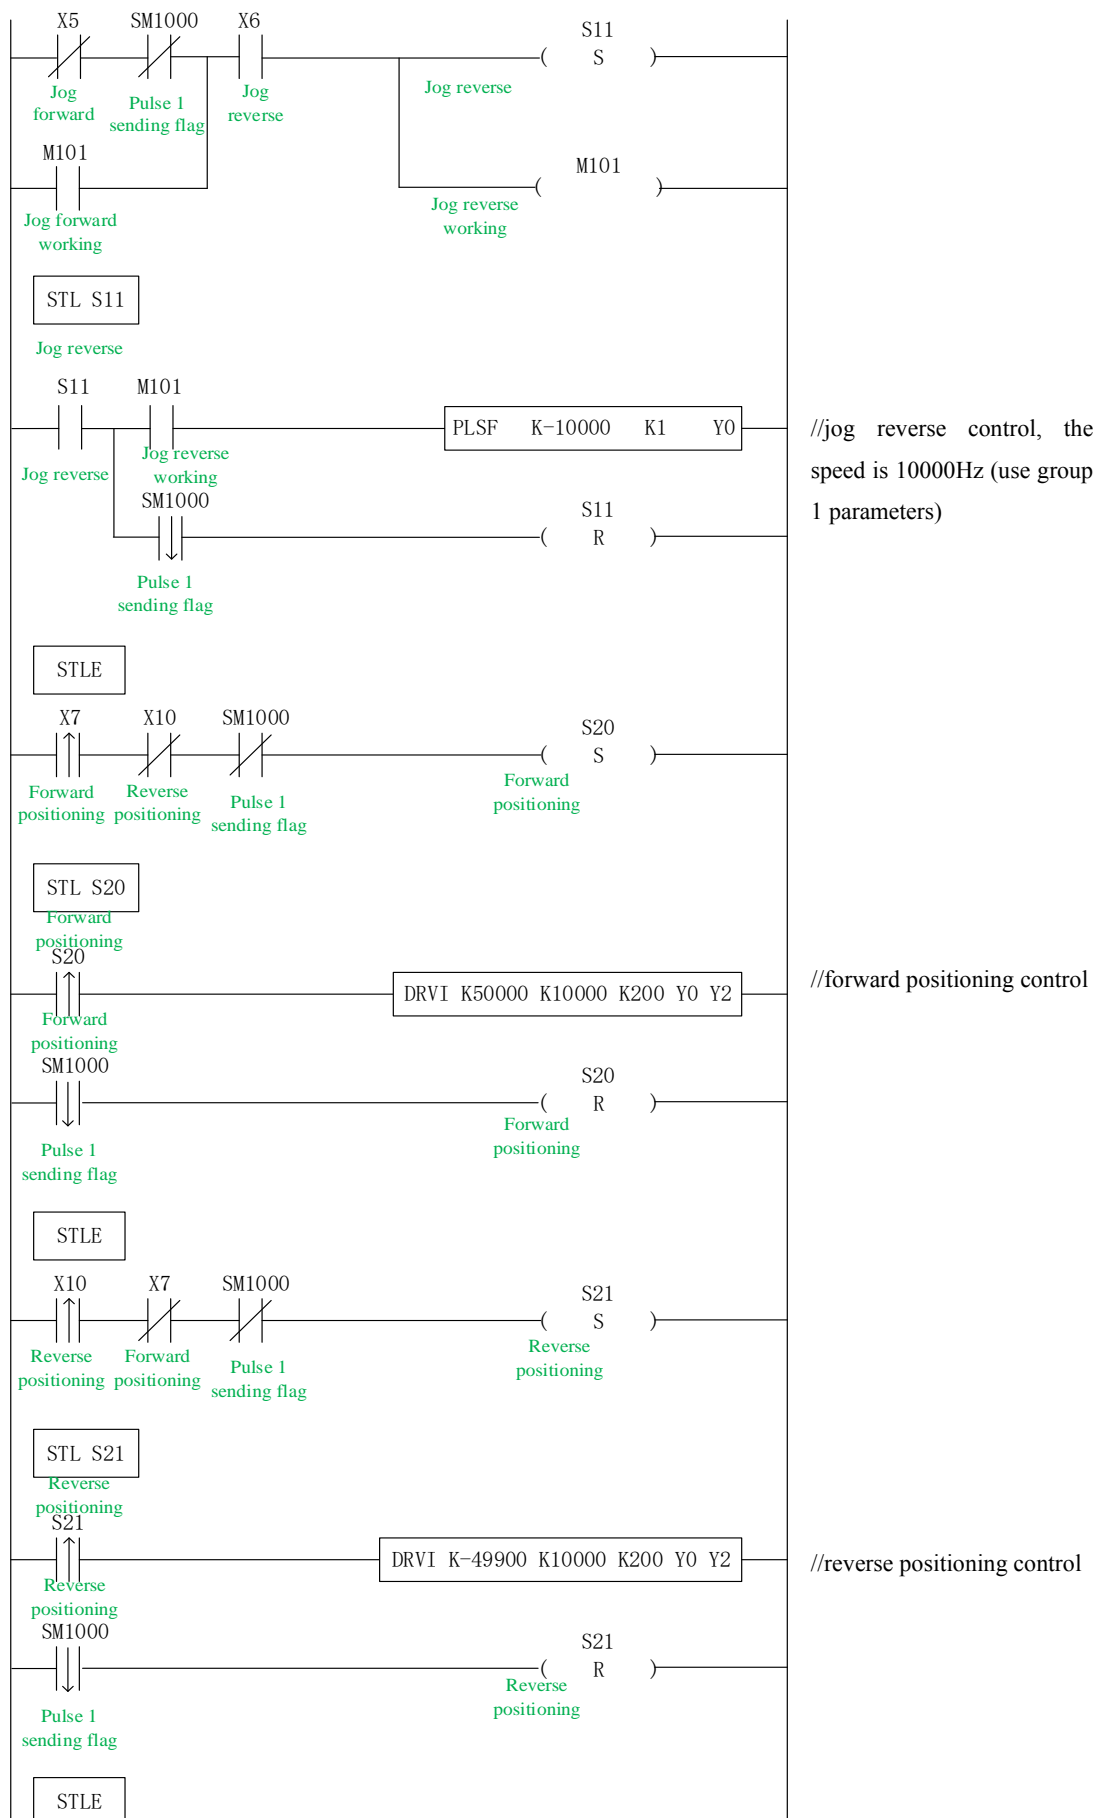 X5 SM1000 X6
S11
S
Jog
forward
Pulse 1
sending flag
Jog
reverse
Jog reverse
M101
M101
Jog forward
working
Jog reverse
working
STL S11
Jog reverse
S11 M101
PLSF K-10000 K1 Y0
//jog reverse control, the
speed is 10000Hz (use group
1 parameters)
Jog reverse
Jog reverse
working
SM1000
S11
R
Pulse 1
sending flag
STLE
X7 X10 SM1000
S20
S
Forward
positioning
Reverse
positioning
Pulse 1
sending flag
Forward
positioning
STL S20
Forward
positioning
S20
DRVI K50000 K10000 K200 Y0 Y2
//forward positioning control
Forward
positioning
SM1000
S20
R
Forward
positioning
Pulse 1
sending flag
STLE
X10 X7 SM1000
S21
S
Reverse
positioning
Forward
positioning
Pulse 1
sending flag
Reverse
positioning
STL S21
Reverse
positioning
S21
DRVI K-49900 K10000 K200 Y0 Y2
//reverse positioning control
Reverse
positioning
SM1000
S21
R
Reverse
positioning
Pulse 1
sending flag
STLE